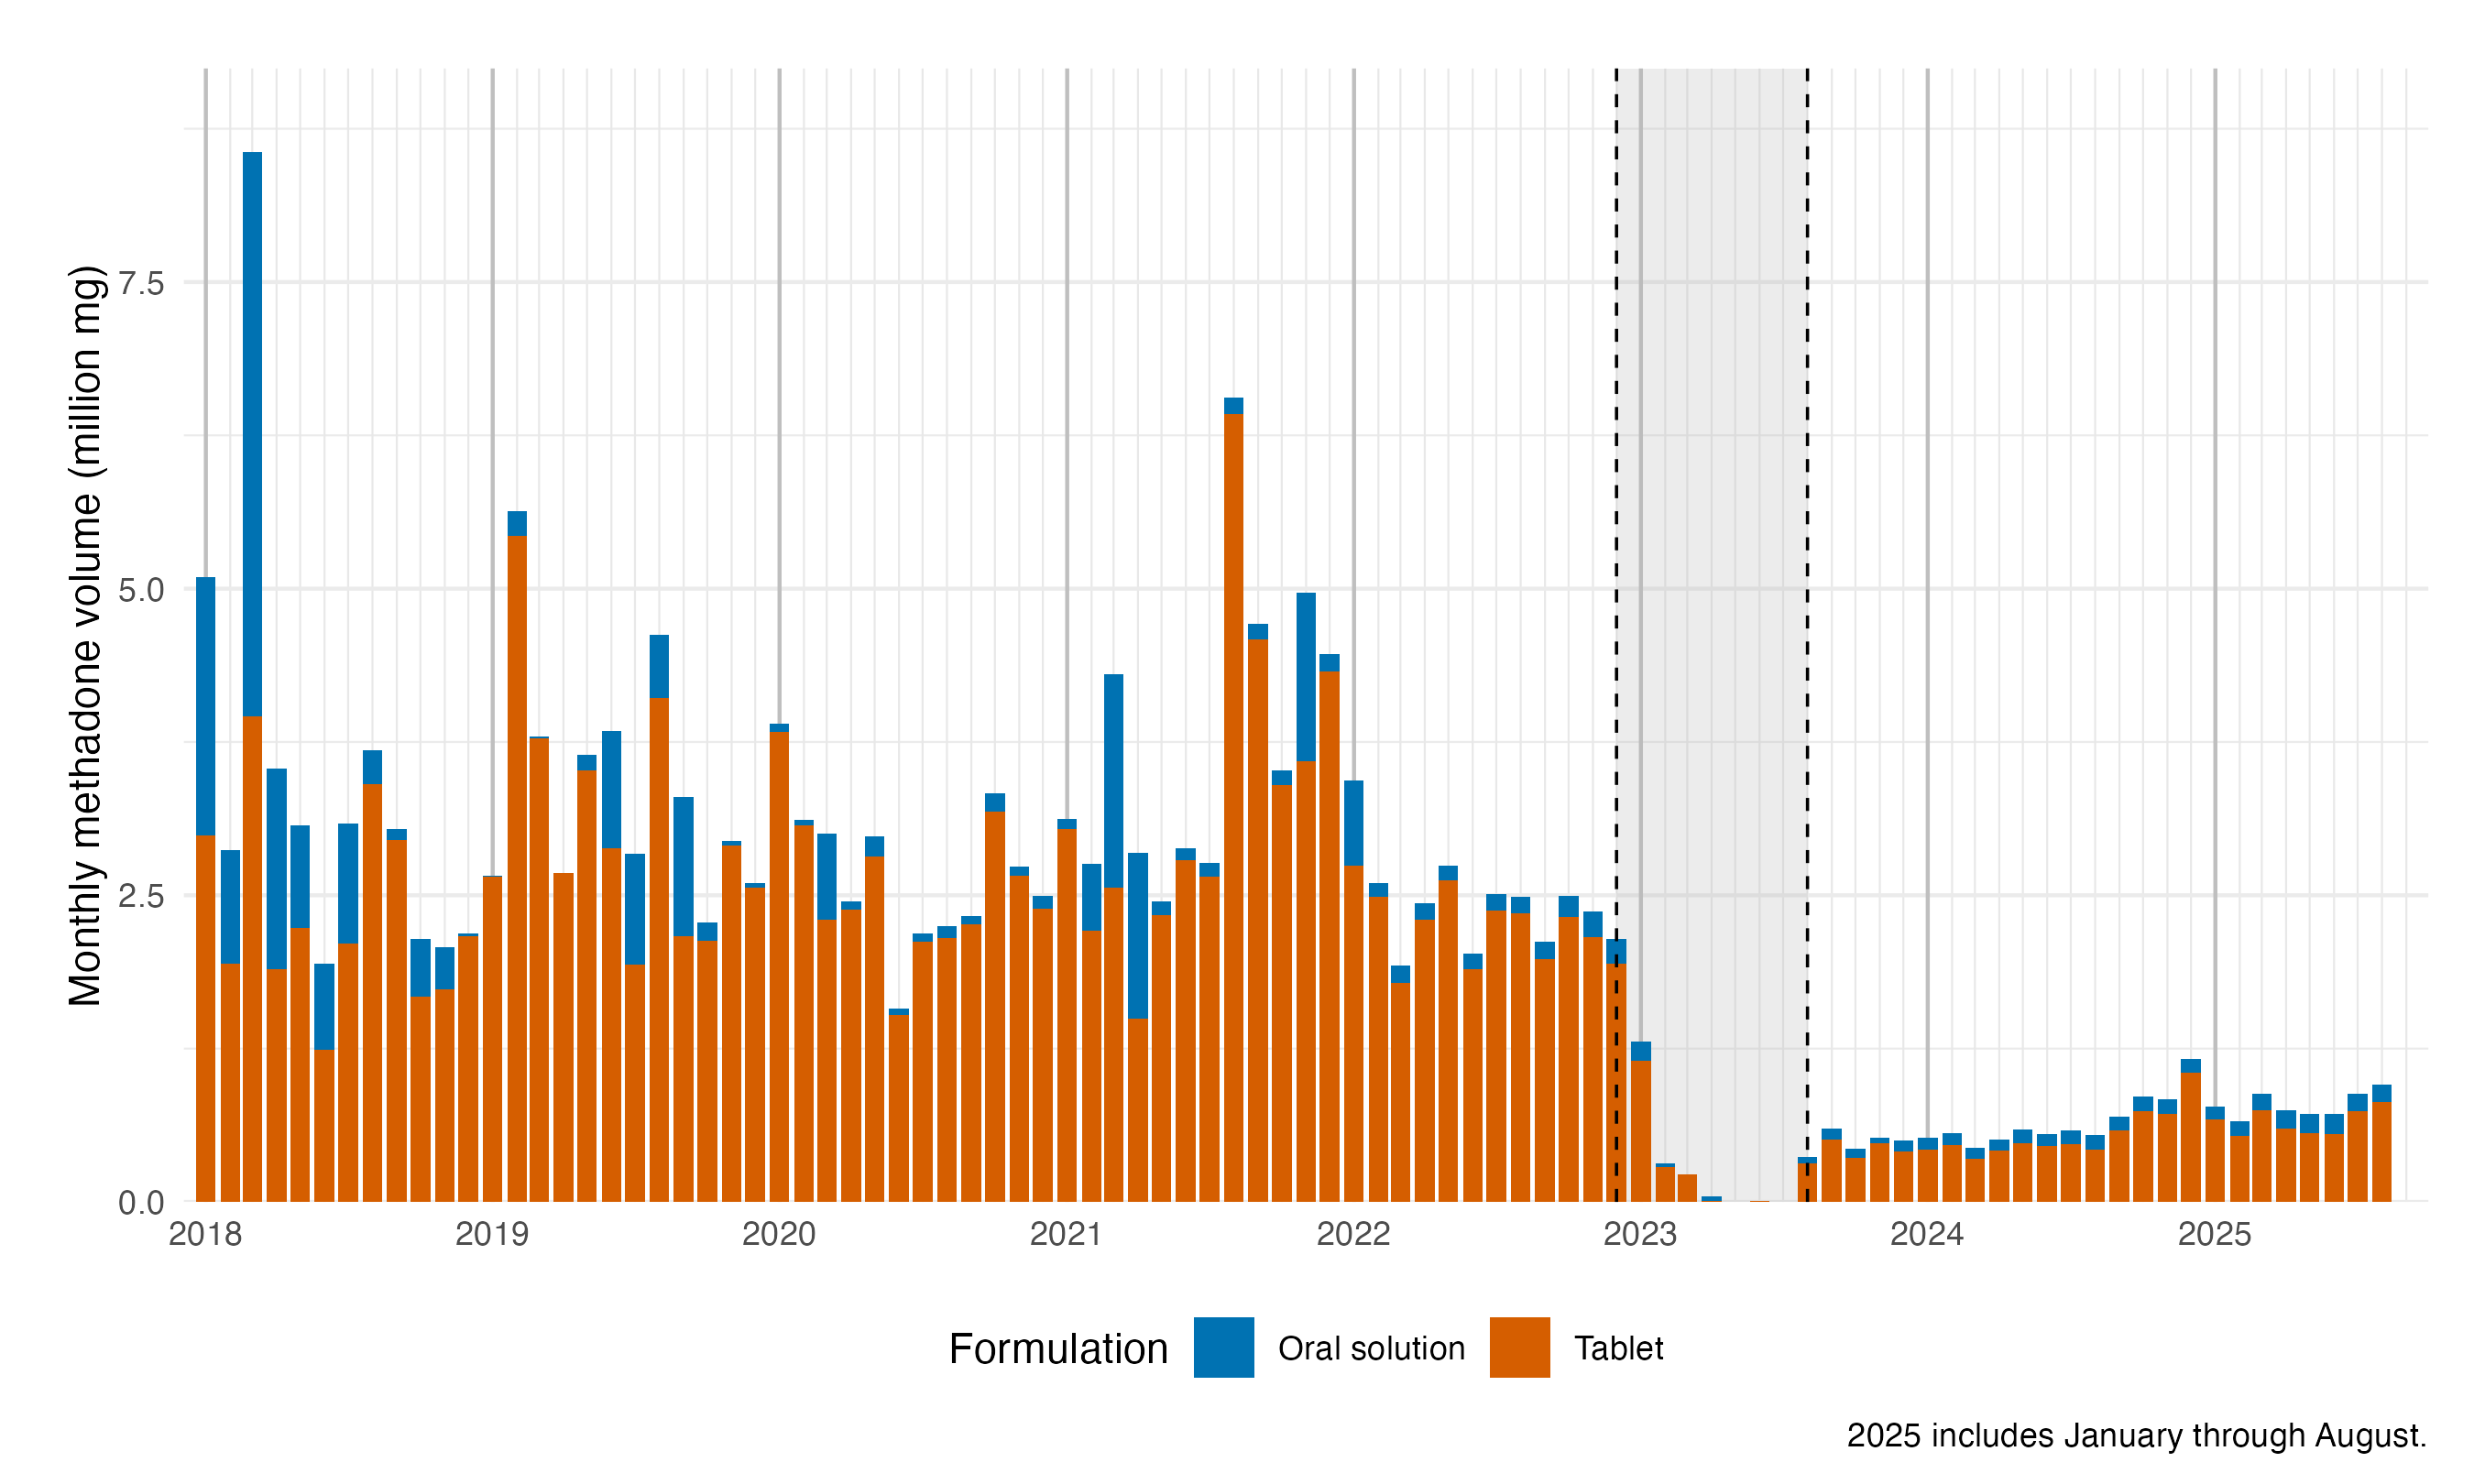 Monthly methadone volume (million mg)
7.5
5.0
2.5
0.0
2018 2019 2020 2021 2022 2023 2024 2025
Formulation Oral solution Tablet
2025 includes January through August.